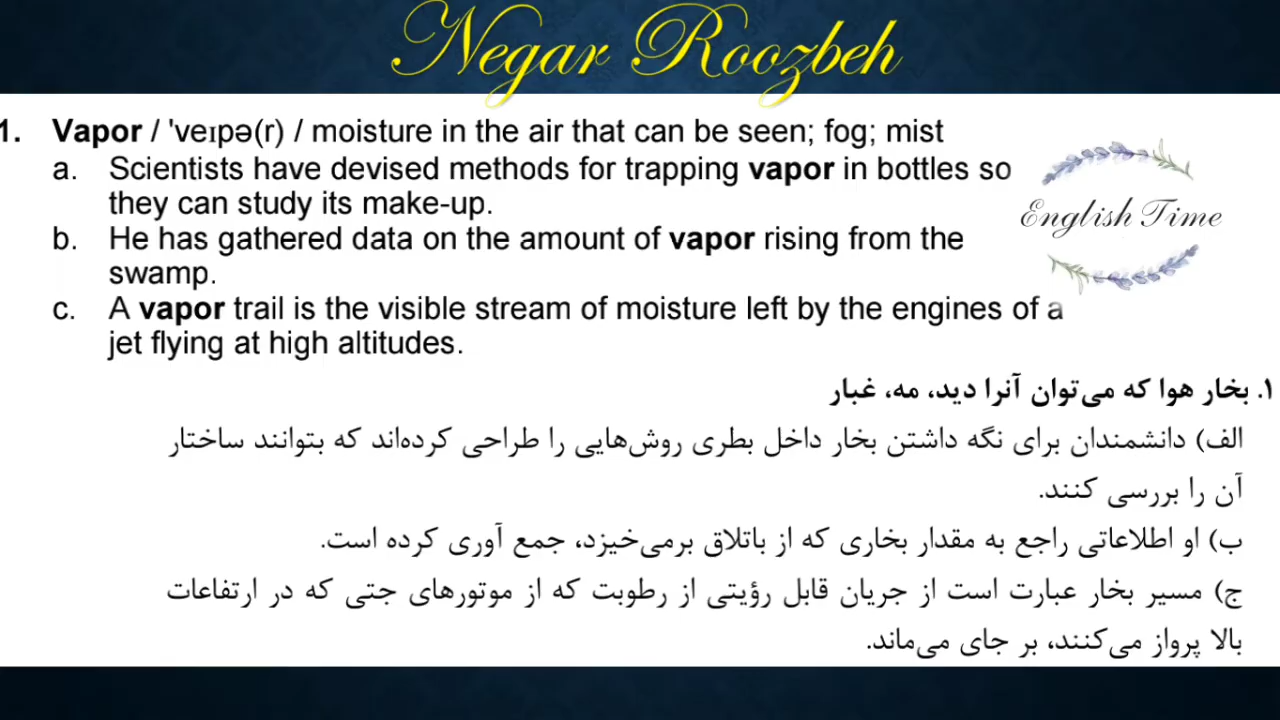 Negar Roozbeh
1. Vapor / 'veɪpə(r) / moisture in the air that can be seen; fog; mist
a. Scientists have devised methods for trapping vapor in bottles so
they can study its make-up.
English Time
b. He has gathered data on the amount of vapor rising from the
swamp.
c. A vapor trail is the visible stream of moisture left by the engines of a
jet flying at high altitudes.
۱. بخار هوا که می‌توان آنرا دید، مه، غبار
الف) دانشمندان برای نگه داشتن بخار داخل بطری روش‌هایی را طراحی کرده‌اند که بتوانند ساختار
آن را بررسی کنند.
ب) او اطلاعاتی راجع به مقدار بخاری که از باتلاق برمی‌خیزد، جمع آوری کرده است.
ج) مسیر بخار عبارت است از جریان قابل رؤیتی از رطوبت که از موتورهای جتی که در ارتفاعات
بالا پرواز می‌کنند، بر جای می‌ماند.